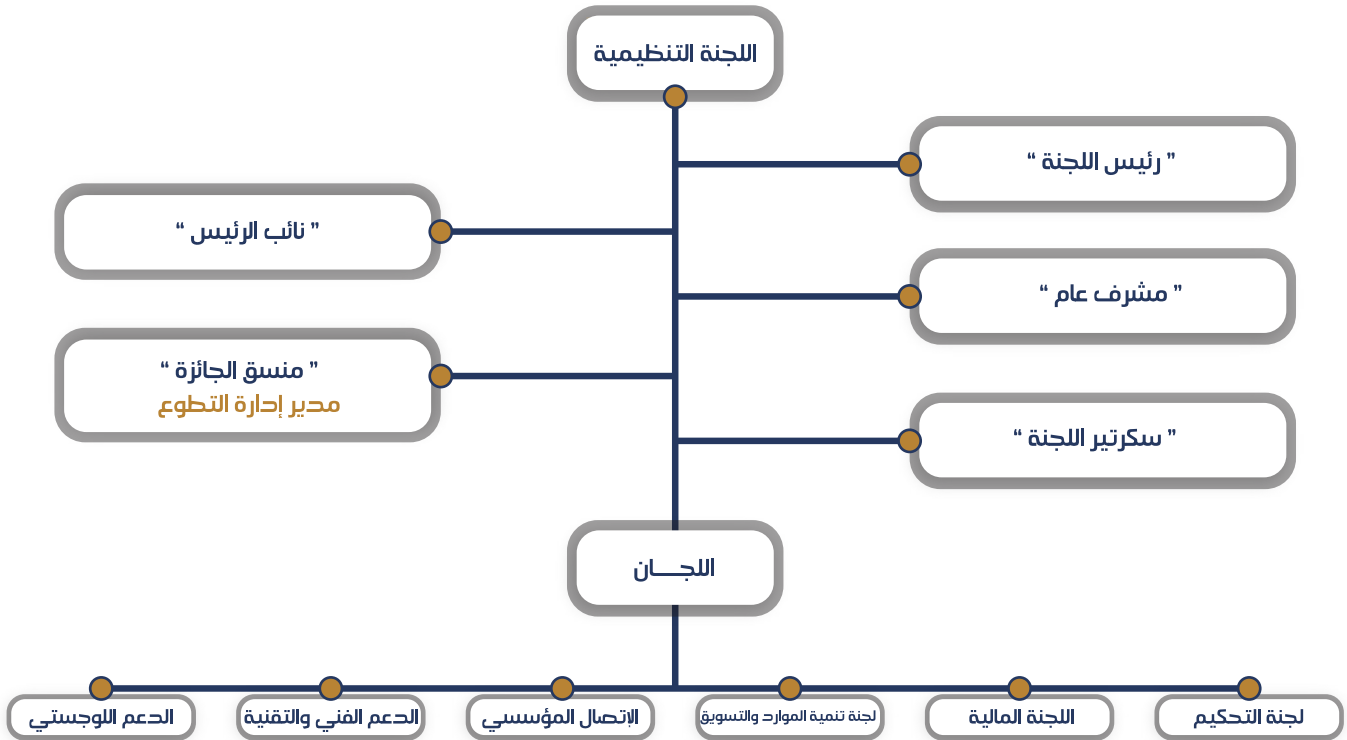 اللجنة التنظيمية
” رئيس اللجنة “
” نائب الرئيس “
” مشرف عام “
” منسق الجائزة “
مدير إدارة التطوع
” سكرتير اللجنة “
اللجـــان
لجنة التحكيم
اللجنة المالية
لجنة تنمية الموارد والتسويق
الإتصال المؤسسي
الدعم الفني والتقنية
الدعم اللوجستي